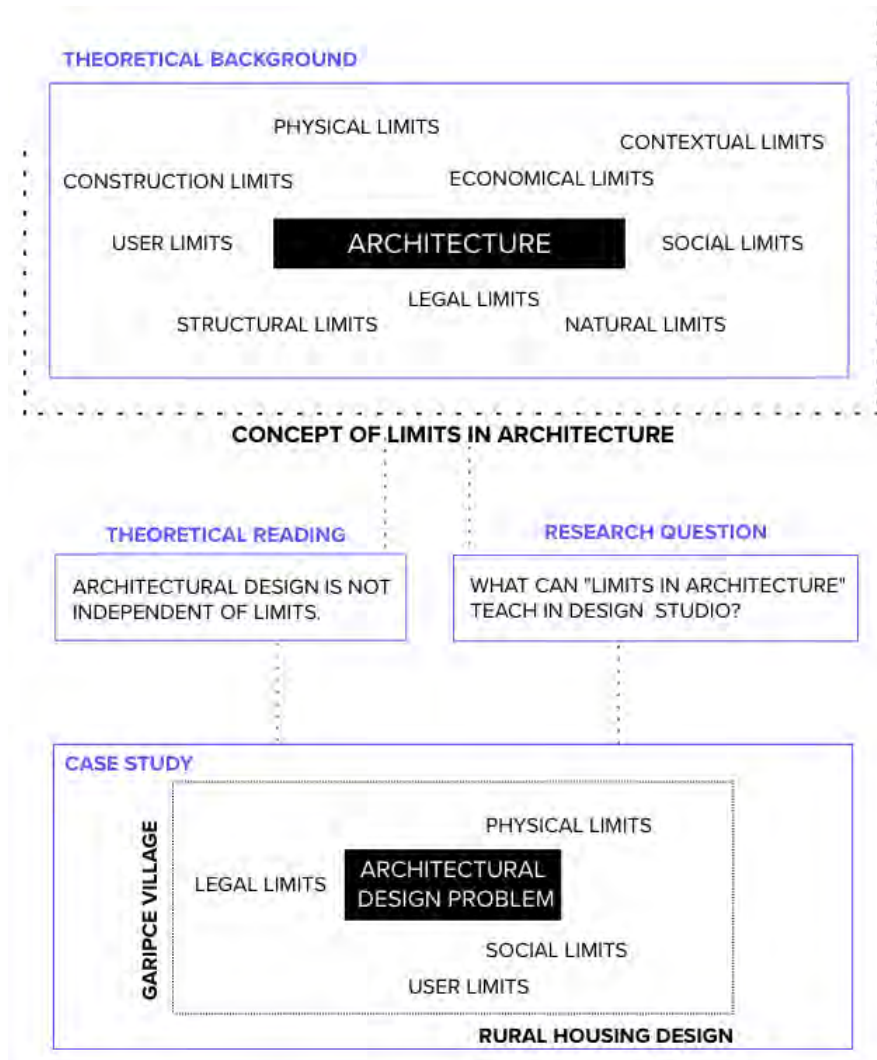 THEORETICAL BACKGROUND
PHYSICAL LIMITS
CONTEXTUAL LIMITS
CONSTRUCTION LIMITS
ECONOMICAL LIMITS
USER LIMITS
ARCHITECTURE
SOCIAL LIMITS
LEGAL LIMITS
STRUCTURAL LIMITS
NATURAL LIMITS
CONCEPT OF LIMITS IN ARCHITECTURE
THEORETICAL READING
ARCHITECTURAL DESIGN IS NOT
INDEPENDENT OF LIMITS.
RESEARCH QUESTION
WHAT CAN "LIMITS IN ARCHITECTURE"
TEACH IN DESIGN STUDIO?
CASE STUDY
GARIPCE VILLAGE
PHYSICAL LIMITS
LEGAL LIMITS
ARCHITECTURAL
DESIGN PROBLEM
SOCIAL LIMITS
USER LIMITS
RURAL HOUSING DESIGN